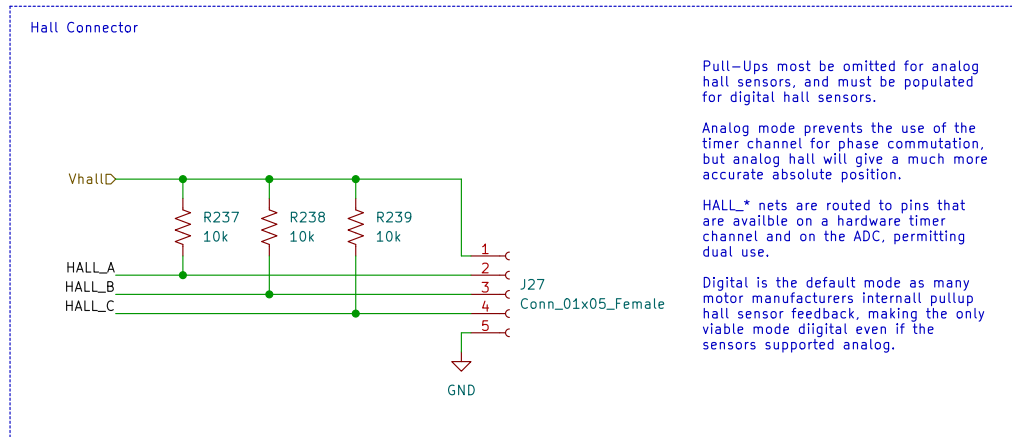 Hall Connector
Pull-Ups most be omitted for analog
hall sensors, and must be populated
for digital hall sensors.
Analog mode prevents the use of the
timer channel for phase commutation,
but analog hall will give a much more
accurate absolute position.
HALL_* nets are routed to pins that
are availble on a hardware timer
channel and on the ADC, permitting
dual use.
Digital is the default mode as many
motor manufacturers internall pullup
hall sensor feedback, making the only
viable mode diigital even if the
sensors supported analog.
Vhall
R237
10k
R238
10k
R239
10k
HALL_A
HALL_B
HALL_C
1
2
3
4
5
J27
Conn_01x05_Female
GND